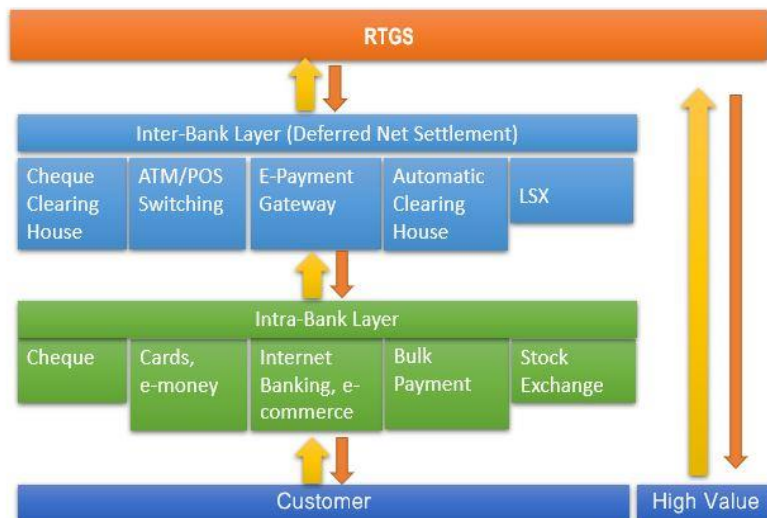 RTGS
Inter-Bank Layer (Deferred Net Settlement)
Cheque
Clearing
House
ATM/POS
Switching
E-Payment
Gateway
Automatic
Clearing
House
LSX
Intra-Bank Layer
Cheque
Cards,
e-money
Internet
Banking, e-
commerce
Bulk
Payment
Stock
Exchange
Customer
High Value